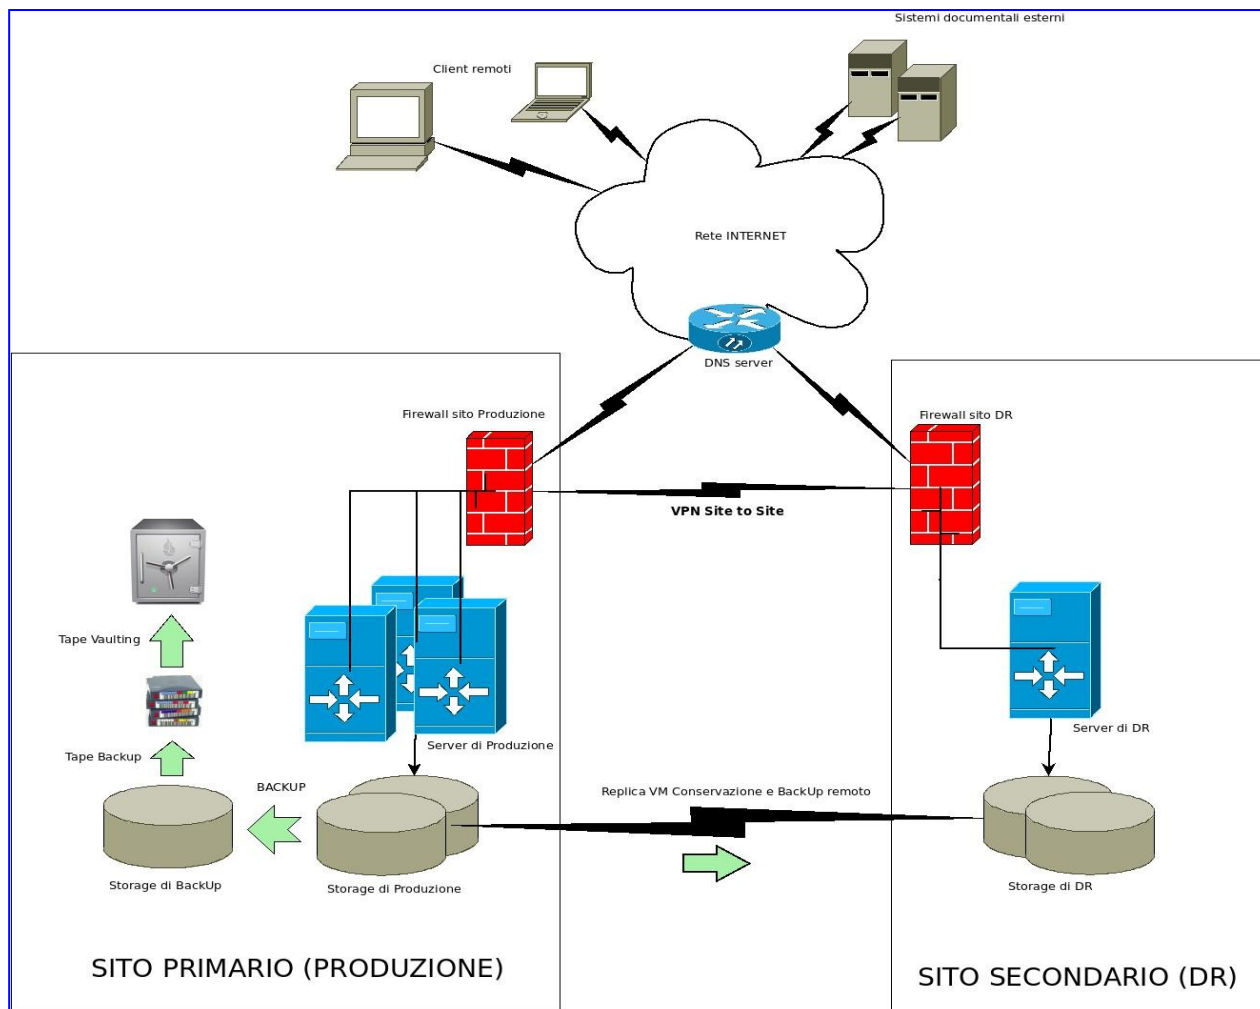 Sistemi documentali esterni
Client remoti
Rete INTERNET
DNS server
Firewall sito Produzione
Firewall sito DR
VPN Site to Site
Tape Vaulting
Server di Produzione
Server di DR
Tape Backup
BACKUP
Replica VM Conservazione e BackUp remoto
Storage di BackUp
Storage di Produzione
Storage di DR
SITO PRIMARIO (PRODUZIONE)
SITO SECONDARIO (DR)